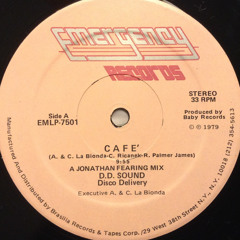 Emergency
RECORDS
Side A
EMLP-7501
STEREO
33 RPM
Produced by
Baby Records
℗ © 1979
CAFE'
(A. & C. La Bionda-C. Ricanek-R. Palmer James)
9:55
A JONATHAN FEARING MIX
D.D. SOUND
Disco Delivery
Executive A. & C. La Bionda
Manufactured And Distributed by Brasilia Records & Tapes Corp. /29 West 38th Street N.Y., N.Y. 10018 (212) 354-5616